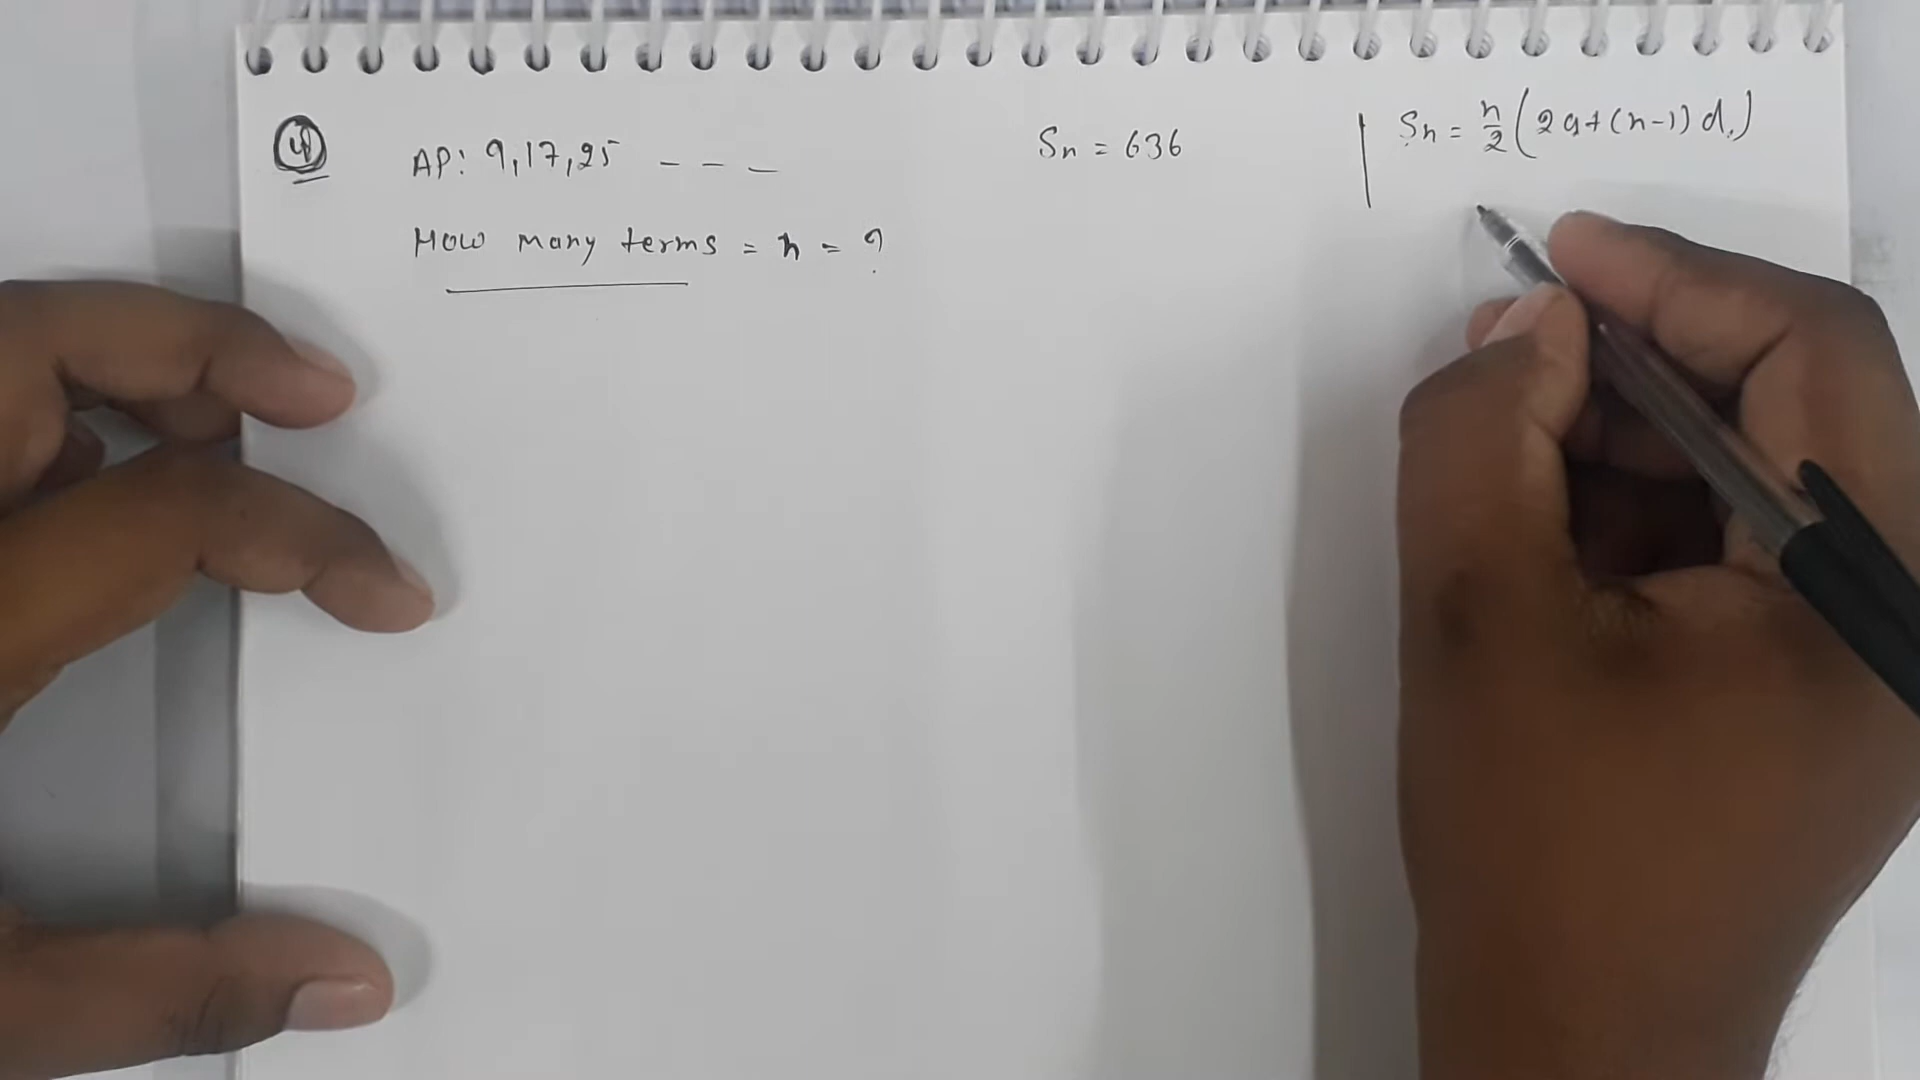 ④ AP: 9,17,25 - - - Sn = 636 | Sn = n/2 (2a+(n-1)d)
How many terms = n = ?